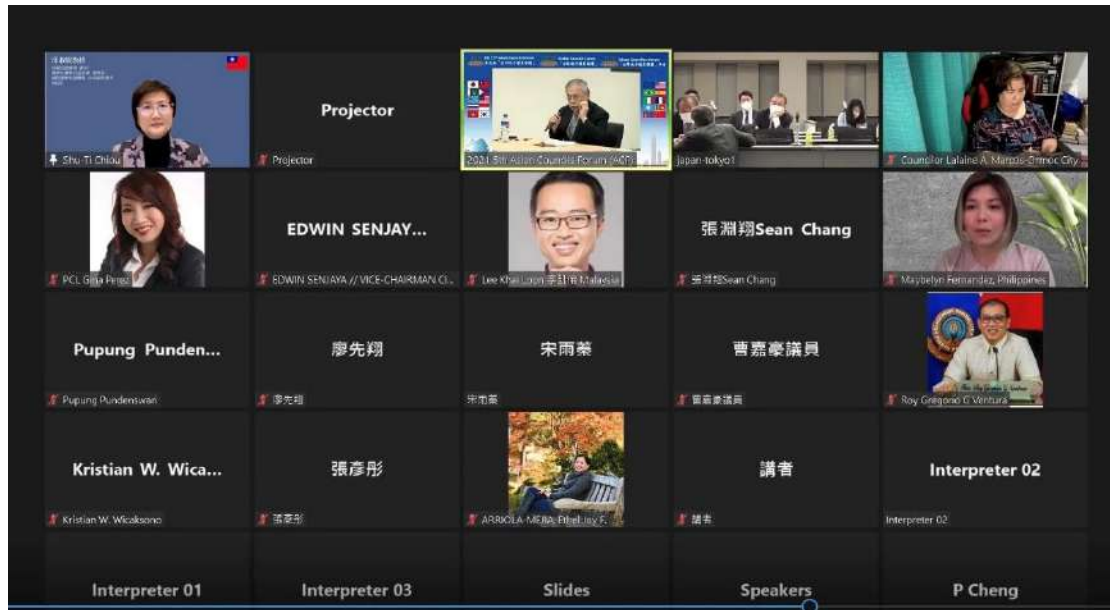 Shu-Ti Chiou
Projector
Projector
2021 5th Asian Councils Forum (ACF)
japan-tokyo1
Councilor Lalaine A. Marcos-Ormoc City
PCL Gina Perez
EDWIN SENJAY...
EDWIN SENJAYA // VICE-CHAIRMAN CI...
Lee Khai Loon
Malaysia
張淵翔Sean Chang
張淵翔Sean Chang
Maybelyn Fernandez, Philippines
Pupung Punden...
Pupung Pundenswari
廖先翔
廖先翔
宋雨蓁
宋雨蓁
曹嘉豪議員
曹嘉豪議員
Roy Gregorio G Ventura
Kristian W. Wica...
Kristian W. Wicaksono
張彥彤
張彥彤
ARRIOLA-MEJIA, Ethel Joy F.
講者
講者
Interpreter 02
Interpreter 02
Interpreter 01
Interpreter 03
Slides
Speakers
P Cheng